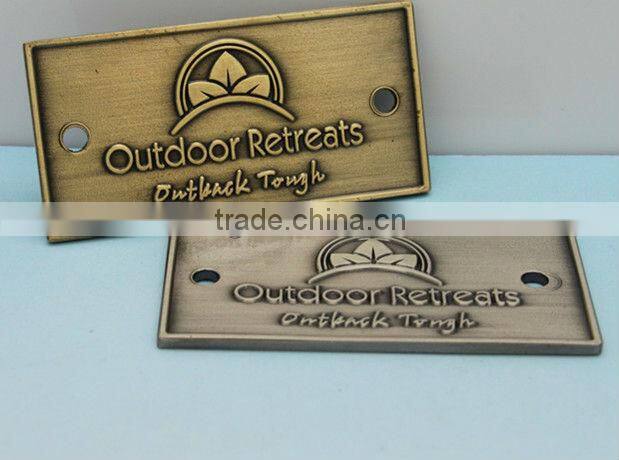 Outdoor Retreats
Outback Tough
trade.china.cn
Outdoor Retreats
Outback Tough